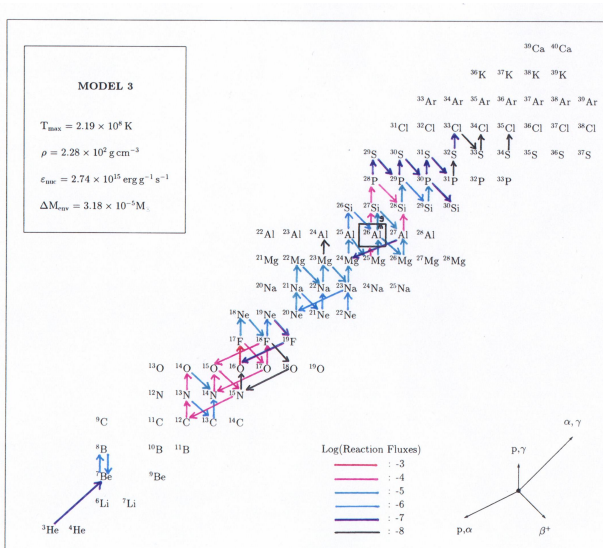 ³⁹Ca ⁴⁰Ca
³⁶K ³⁷K ³⁸K ³⁹K
MODEL 3
³³Ar ³⁴Ar ³⁵Ar ³⁶Ar ³⁷Ar ³⁸Ar ³⁹Ar
T_max = 2.19 × 10⁸ K
³¹Cl ³²Cl ³³Cl ³⁴Cl ³⁵Cl ³⁶Cl ³⁷Cl ³⁸Cl
ρ = 2.28 × 10² g cm⁻³
²⁹S ³⁰S ³¹S ³²S ³³S ³⁴S ³⁵S ³⁶S ³⁷S
ε_nuc = 2.74 × 10¹⁵ erg g⁻¹ s⁻¹
²⁸P ²⁹P ³⁰P ³¹P ³²P ³³P
ΔM_env = 3.18 × 10⁻⁵ M
²⁶Si ²⁷Si ²⁸Si ²⁹Si ³⁰Si
²²Al ²³Al ²⁴Al ²⁵Al ²⁶Al ²⁷Al ²⁸Al
²¹Mg ²²Mg ²³Mg ²⁴Mg ²⁵Mg ²⁶Mg ²⁷Mg ²⁸Mg
²⁰Na ²¹Na ²²Na ²³Na ²⁴Na ²⁵Na
¹⁸Ne ¹⁹Ne ²⁰Ne ²¹Ne ²²Ne
¹⁷F ¹⁸F ¹⁹F
¹³O ¹⁴O ¹⁵O ¹⁶O ¹⁷O ¹⁸O ¹⁹O
¹²N ¹³N ¹⁴N ¹⁵N
⁹C ¹¹C ¹²C ¹³C ¹⁴C
⁸B ¹⁰B ¹¹B
⁷Be ⁹Be
⁶Li ⁷Li
³He ⁴He
Log(Reaction Fluxes)
: -3
: -4
: -5
: -6
: -7
: -8
α, γ
p,γ
p,α
β⁺